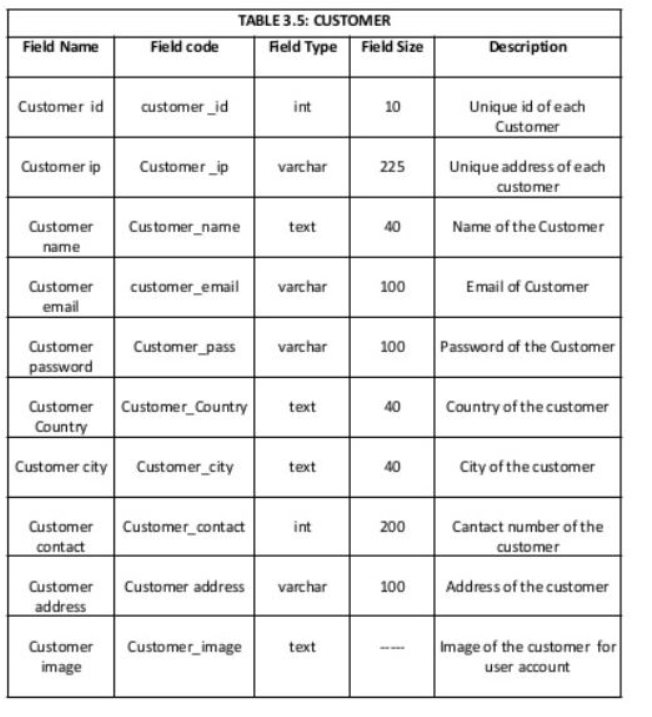 TABLE 3.5: CUSTOMER
Field Name Field code Field Type Field Size Description
Customer id customer_id int 10 Unique id of each
Customer
Customer ip Customer_ip varchar 225 Unique address of each
customer
Customer Customer_name text 40 Name of the Customer
name
Customer customer_email varchar 100 Email of Customer
email
Customer Customer_pass varchar 100 Password of the Customer
password
Customer Customer_Country text 40 Country of the customer
Country
Customer city Customer_city text 40 City of the customer
Customer Customer_contact int 200 Cantact number of the
contact customer
Customer Customer address varchar 100 Address of the customer
address
Customer Customer_image text ----- Image of the customer for
image user account